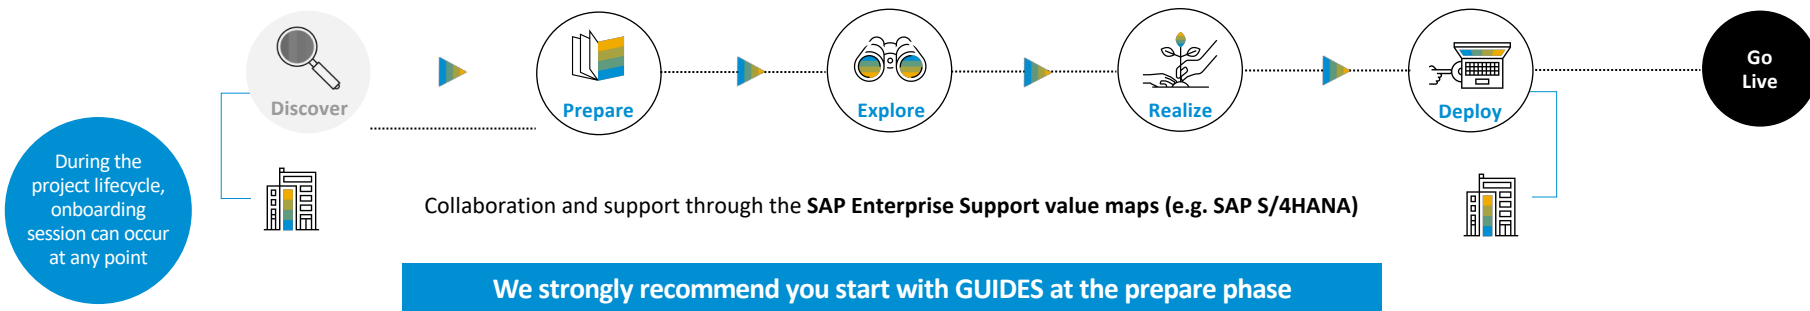 Discover
Prepare
Explore
Realize
Deploy
Go
Live
During the
project lifecycle,
onboarding
session can occur
at any point
Collaboration and support through the SAP Enterprise Support value maps (e.g. SAP S/4HANA)
We strongly recommend you start with GUIDES at the prepare phase